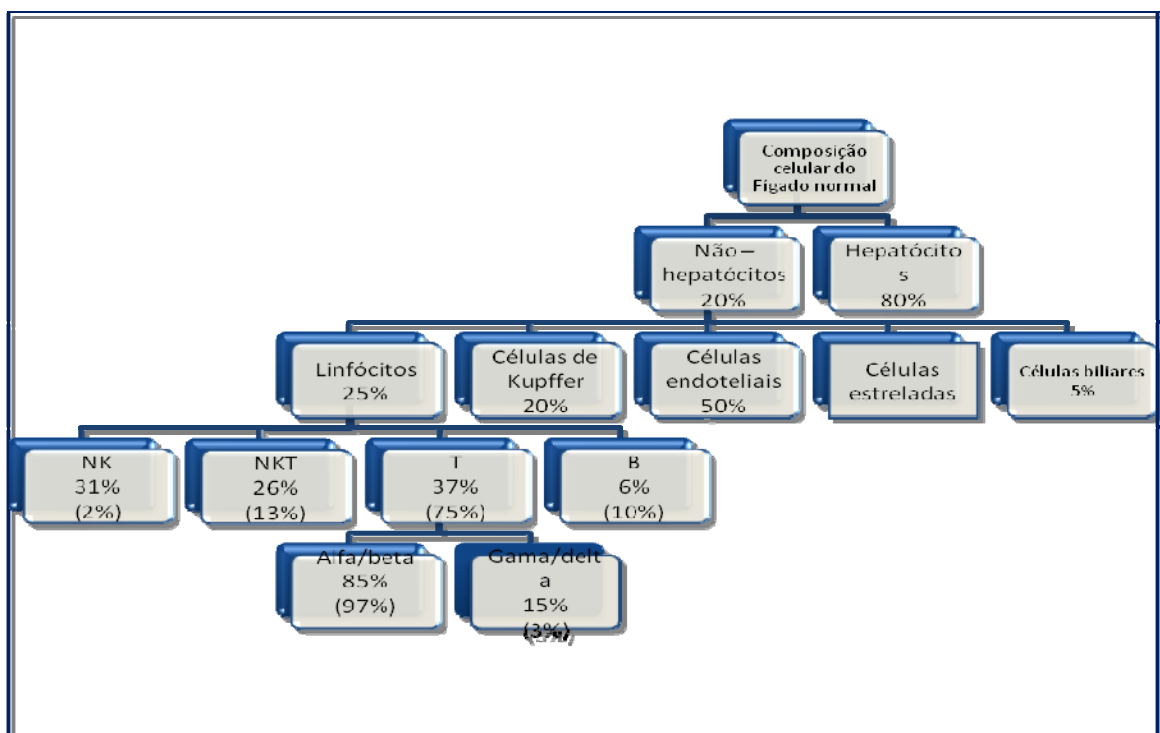 Composição
celular do
Fígado normal
Não –
hepatócitos
20%
Hepatócito
s
80%
Linfócitos
25%
Células de
Kupffer
20%
Células
endoteliais
50%
Células
estreladas
Células biliares
5%
NK
31%
(2%)
NKT
26%
(13%)
T
37%
(75%)
B
6%
(10%)
Alfa/beta
85%
(97%)
Gama/delt
a
15%
(3%)